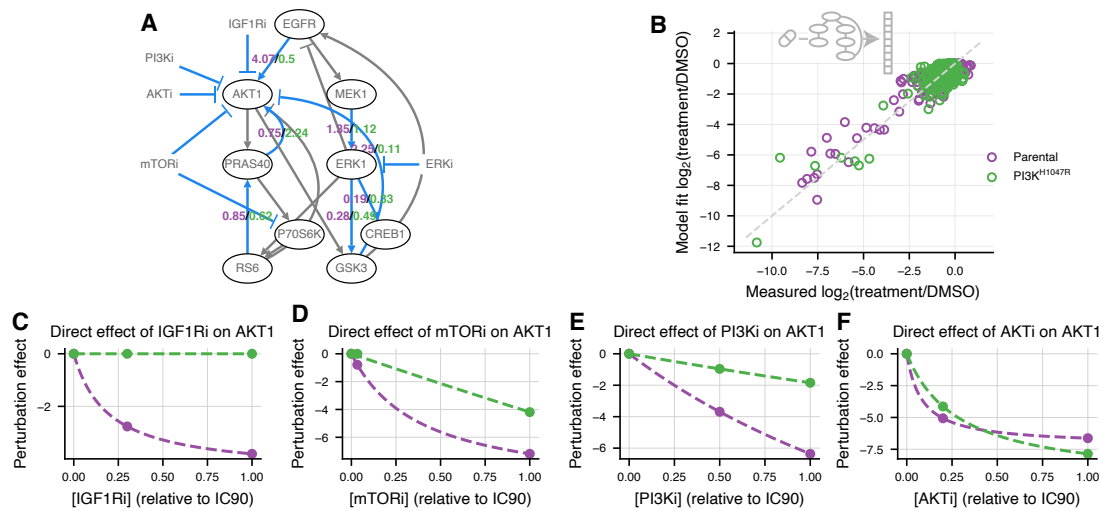 A
IGF1Ri
EGFR
PI3Ki
4.07/0.5
AKTi
AKT1
MEK1
0.75/2.24
1.35/1.12
0.25/0.11
mTORi
PRAS40
ERK1
ERKi
0.19/0.33
0.85/0.62
0.28/0.49
P70S6K
CREB1
RS6
GSK3
B
Model fit log2(treatment/DMSO)
2
0
−2
−4
−6
−8
−10
−12
−10.0
−7.5
−5.0
−2.5
0.0
Measured log2(treatment/DMSO)
Parental
PI3K^H1047R
C
Direct effect of IGF1Ri on AKT1
Perturbation effect
0
−2
0.00
0.25
0.50
0.75
1.00
[IGF1Ri] (relative to IC90)
D
Direct effect of mTORi on AKT1
Perturbation effect
0
−2
−4
−6
0.00
0.25
0.50
0.75
1.00
[mTORi] (relative to IC90)
E
Direct effect of PI3Ki on AKT1
Perturbation effect
0
−2
−4
−6
0.00
0.25
0.50
0.75
1.00
[PI3Ki] (relative to IC90)
F
Direct effect of AKTi on AKT1
Perturbation effect
0.0
−2.5
−5.0
−7.5
0.00
0.25
0.50
0.75
1.00
[AKTi] (relative to IC90)